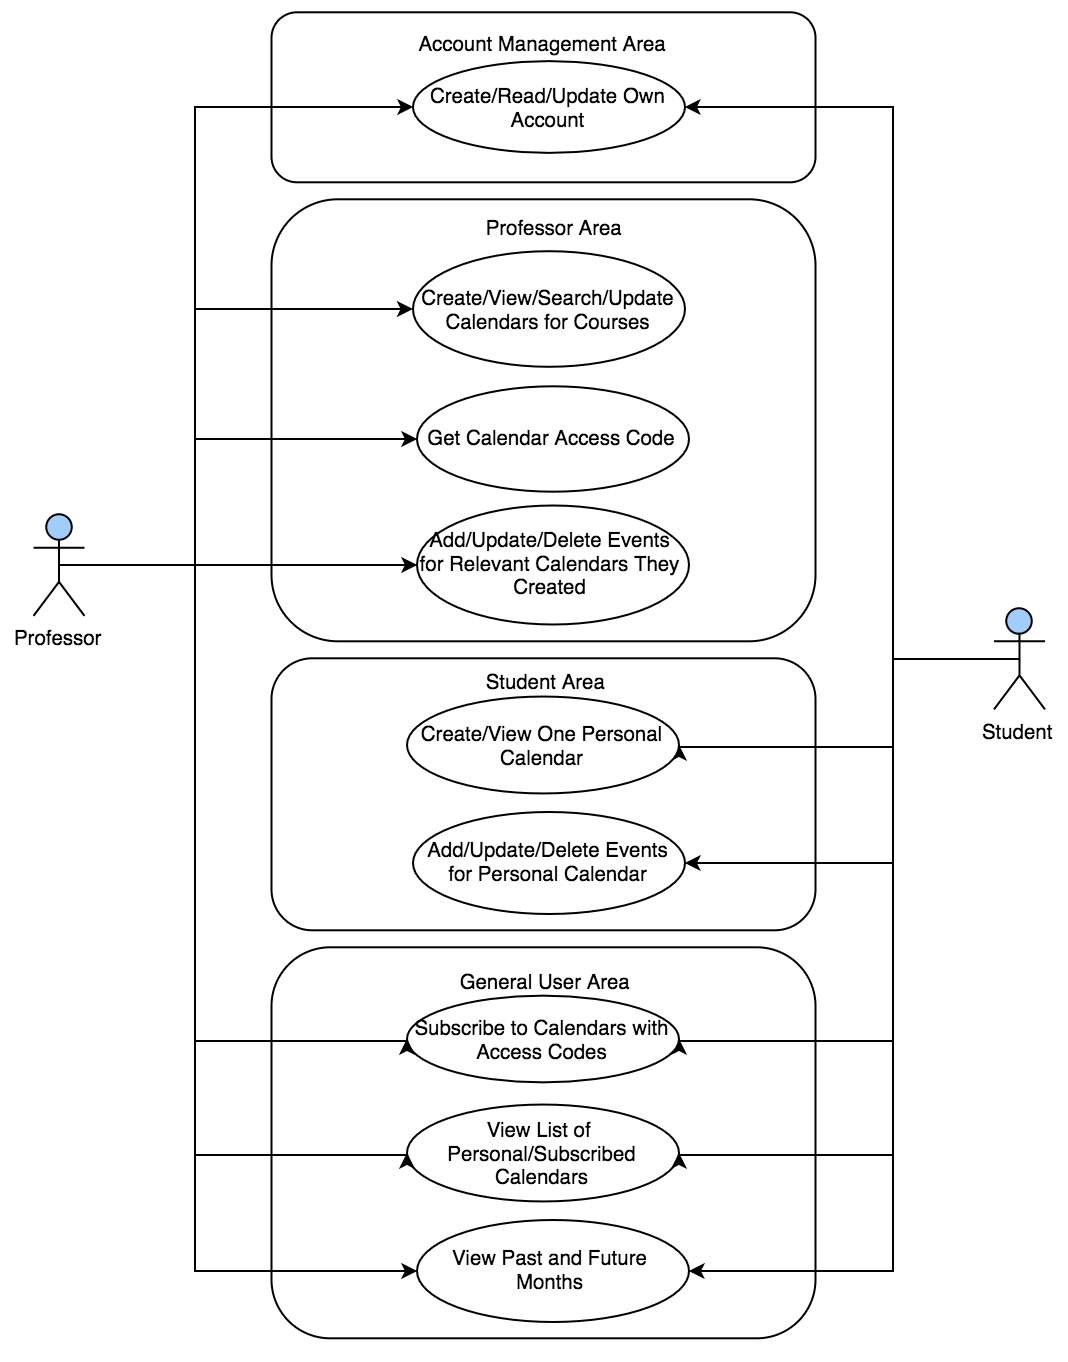 Account Management Area
Create/Read/Update Own
Account
Professor Area
Create/View/Search/Update
Calendars for Courses
Get Calendar Access Code
Add/Update/Delete Events
for Relevant Calendars They
Created
Professor
Student Area
Create/View One Personal
Calendar
Student
Add/Update/Delete Events
for Personal Calendar
General User Area
Subscribe to Calendars with
Access Codes
View List of
Personal/Subscribed
Calendars
View Past and Future
Months